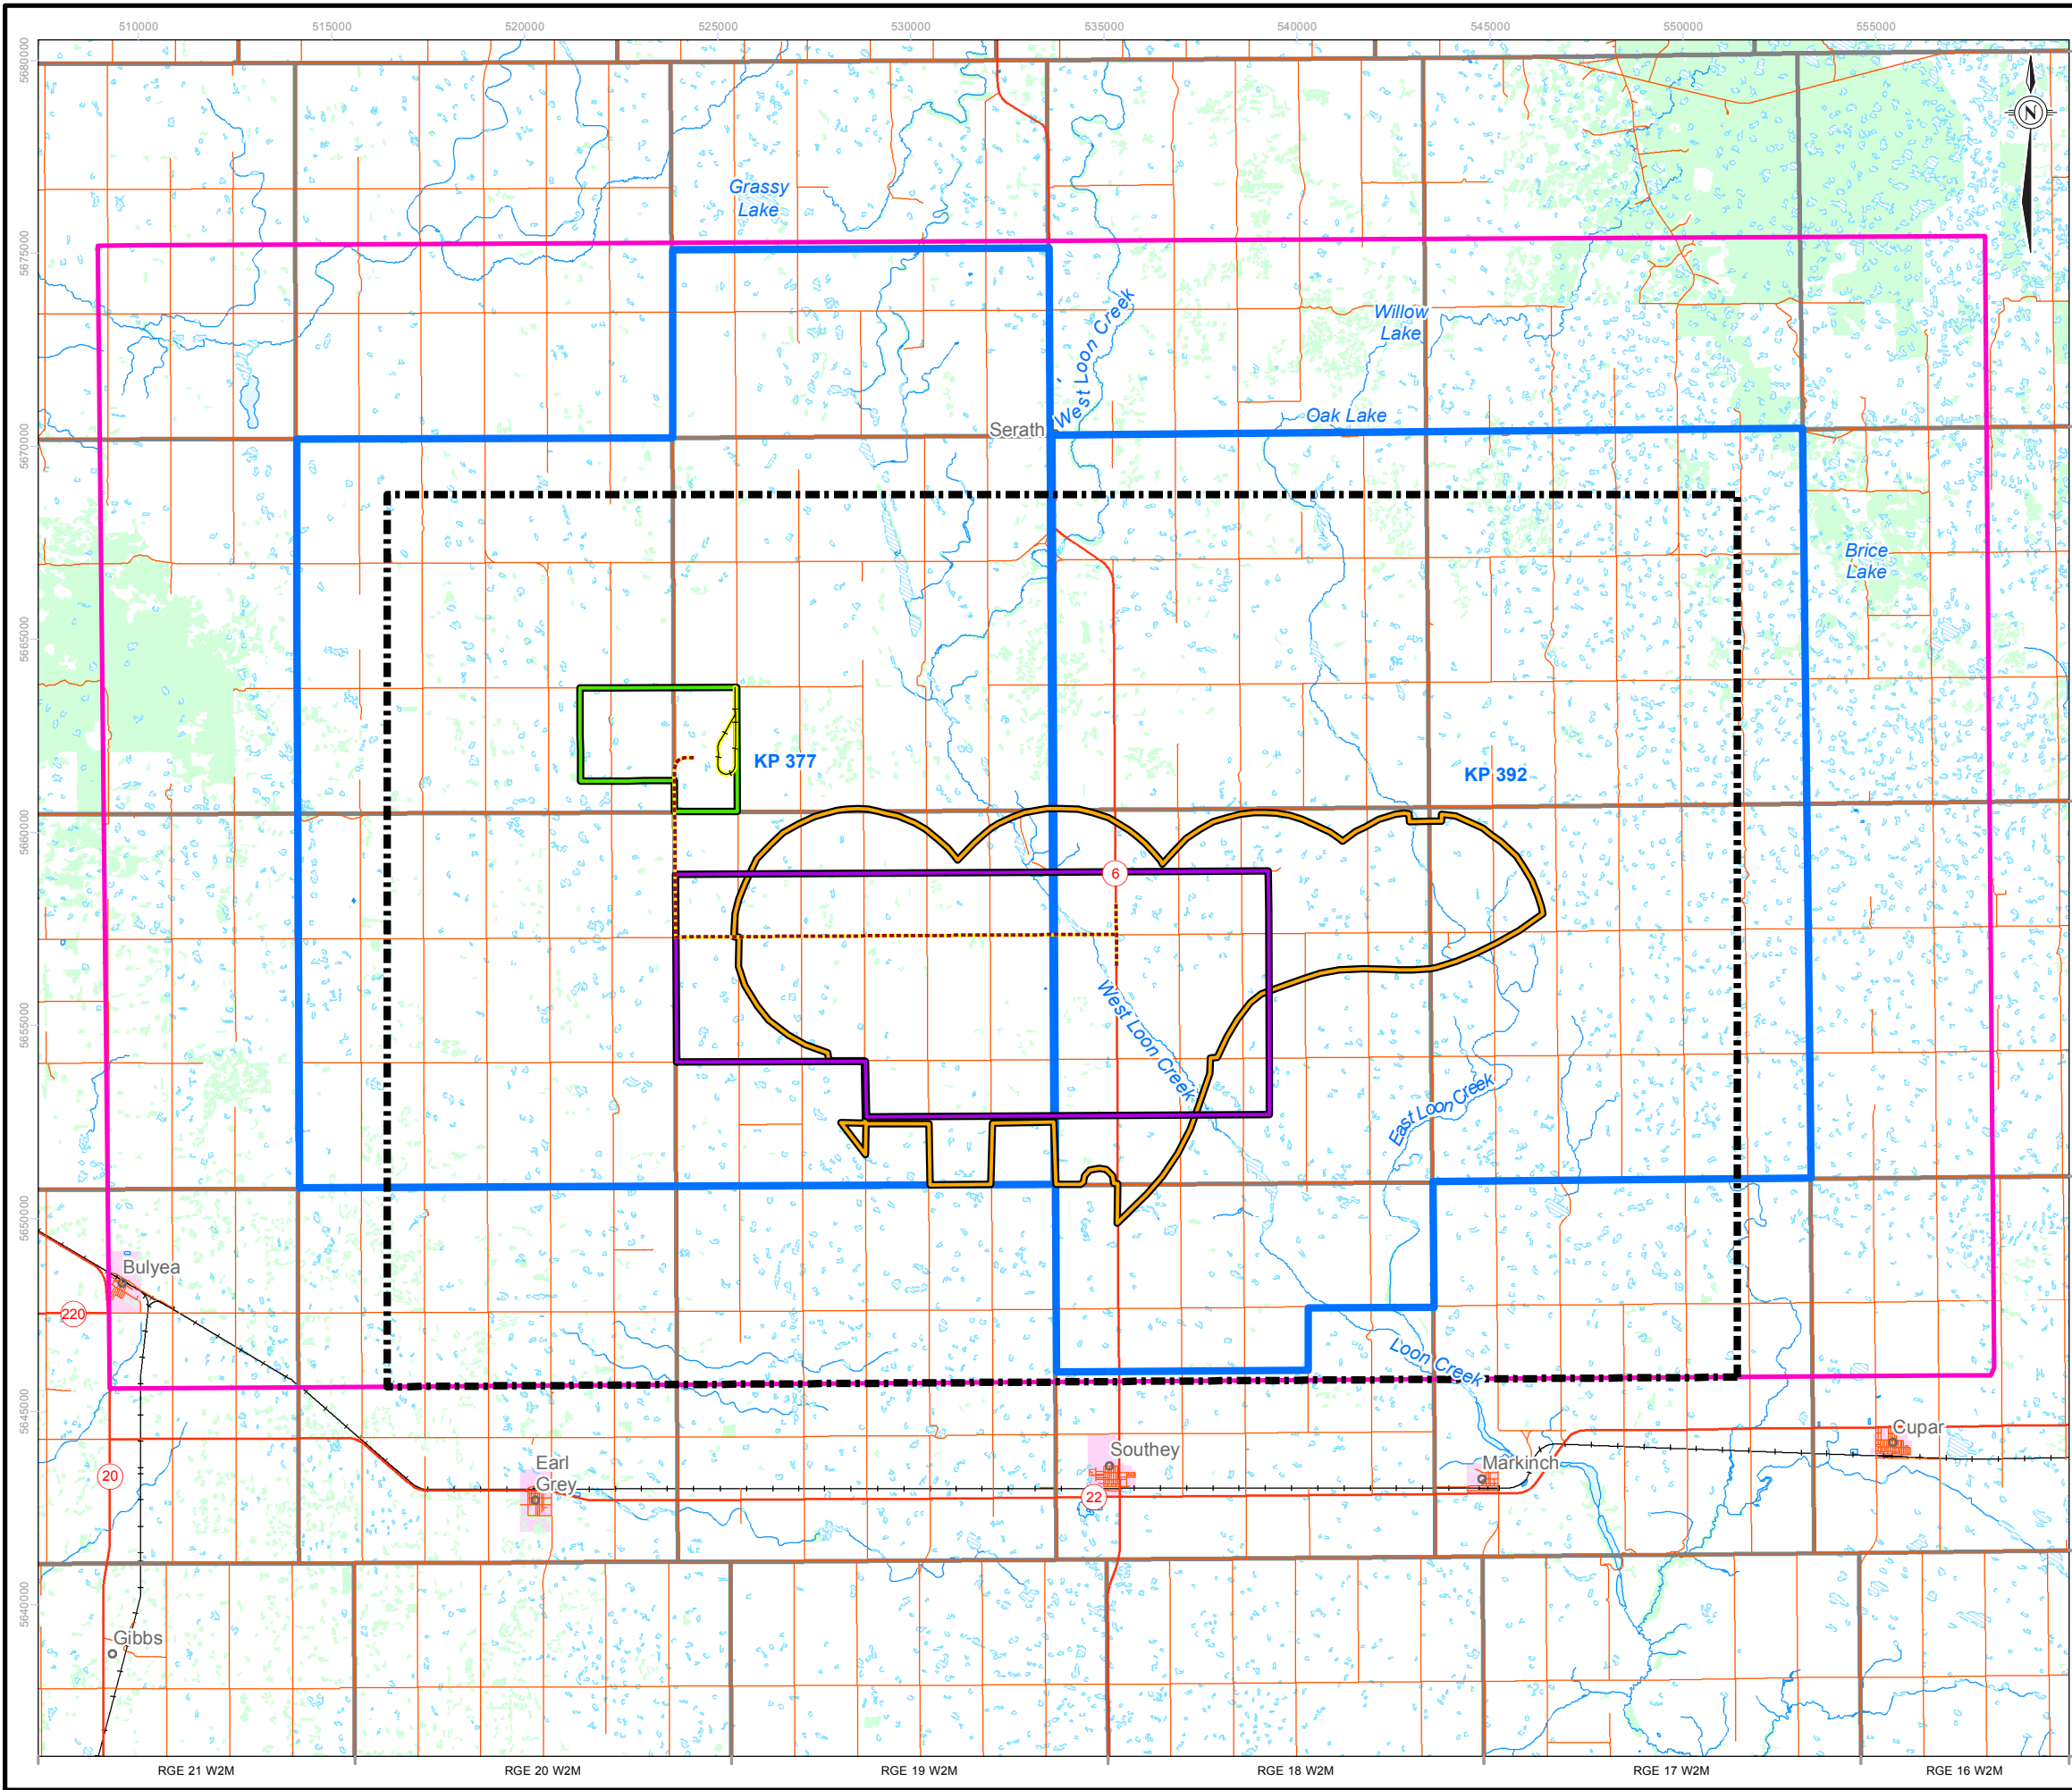 510000 515000 520000 525000 530000 535000 540000 545000 550000 555000
5680000
N
Grassy
Lake
5675000
West Loon Creek
Willow
Lake
Oak Lake
Serath
5670000
Brice
Lake
5665000
KP 377
KP 392
5660000
6
5655000
West Loon Creek
East Loon Creek
5650000
Bulyea
220
Loon Creek
5645000
Cupar
Southey
Earl
Grey
Markinch
20
22
5640000
Gibbs
RGE 21 W2M RGE 20 W2M RGE 19 W2M RGE 18 W2M RGE 17 W2M RGE 16 W2M